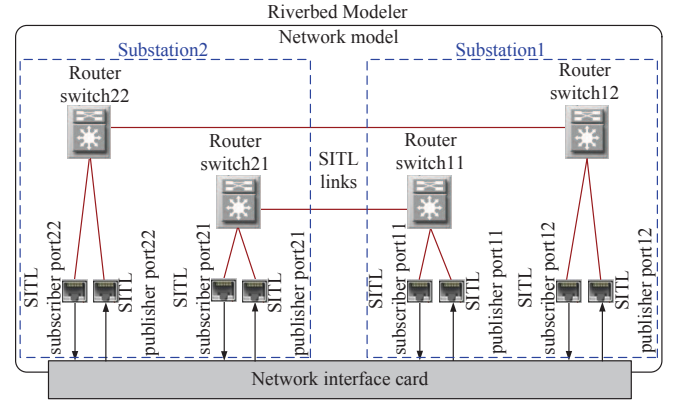 Riverbed Modeler
Network model
Substation2
Substation1
Router
switch22
Router
switch12
Router
switch21
SITL
links
Router
switch11
SITL
subscriber port22
SITL
publisher port22
SITL
subscriber port21
SITL
publisher port21
SITL
subscriber port11
SITL
publisher port11
SITL
subscriber port12
SITL
publisher port12
Network interface card